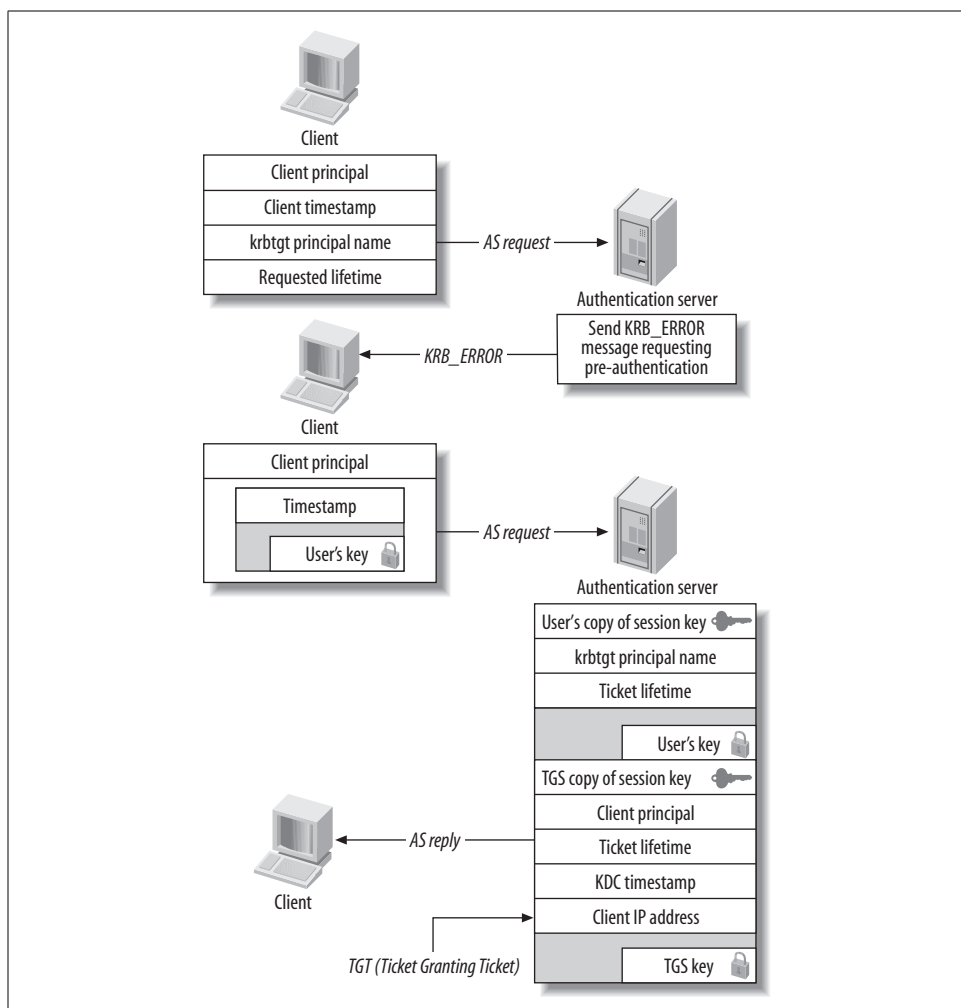 Client
Client principal
Client timestamp
krbtgt principal name
Requested lifetime
AS request
Authentication server
Send KRB_ERROR
message requesting
pre-authentication
KRB_ERROR
Client
Client principal
Timestamp
User's key
AS request
Authentication server
User's copy of session key
krbtgt principal name
Ticket lifetime
User's key
TGS copy of session key
Client principal
Ticket lifetime
KDC timestamp
Client IP address
TGS key
AS reply
Client
TGT (Ticket Granting Ticket)